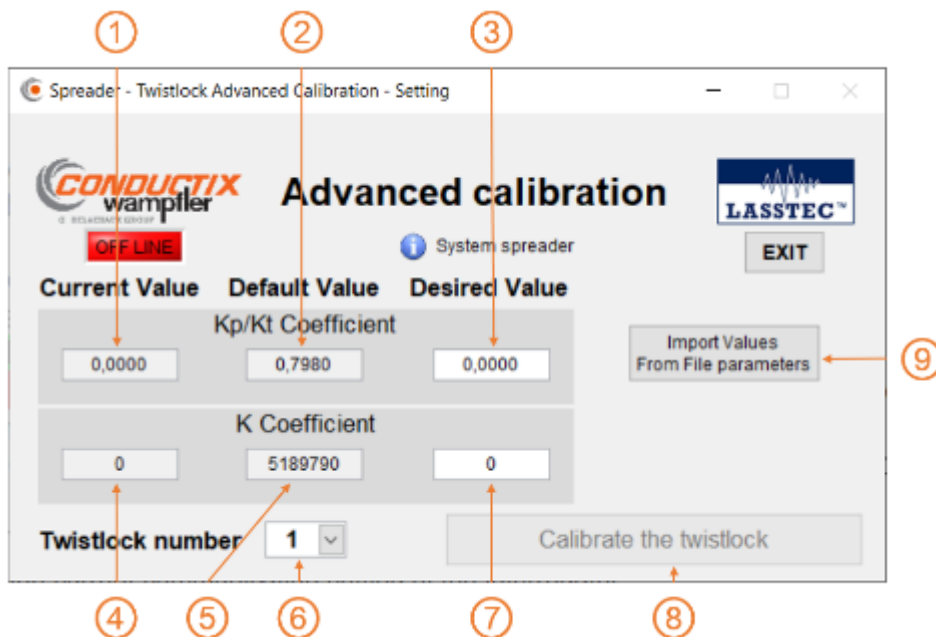 1 2 3
Spreader - Twistlock Advanced Calibration - Setting
CONDUCTIX
wampfler
Advanced calibration
LASSTEC™
OFF LINE
System spreader
EXIT
Current Value Default Value Desired Value
Kp/Kt Coefficient
0,0000 0,7980 0,0000
Import Values
From File parameters
9
K Coefficient
0 5189790 0
Twistlock number 1
Calibrate the twistlock
4 5 6 7 8